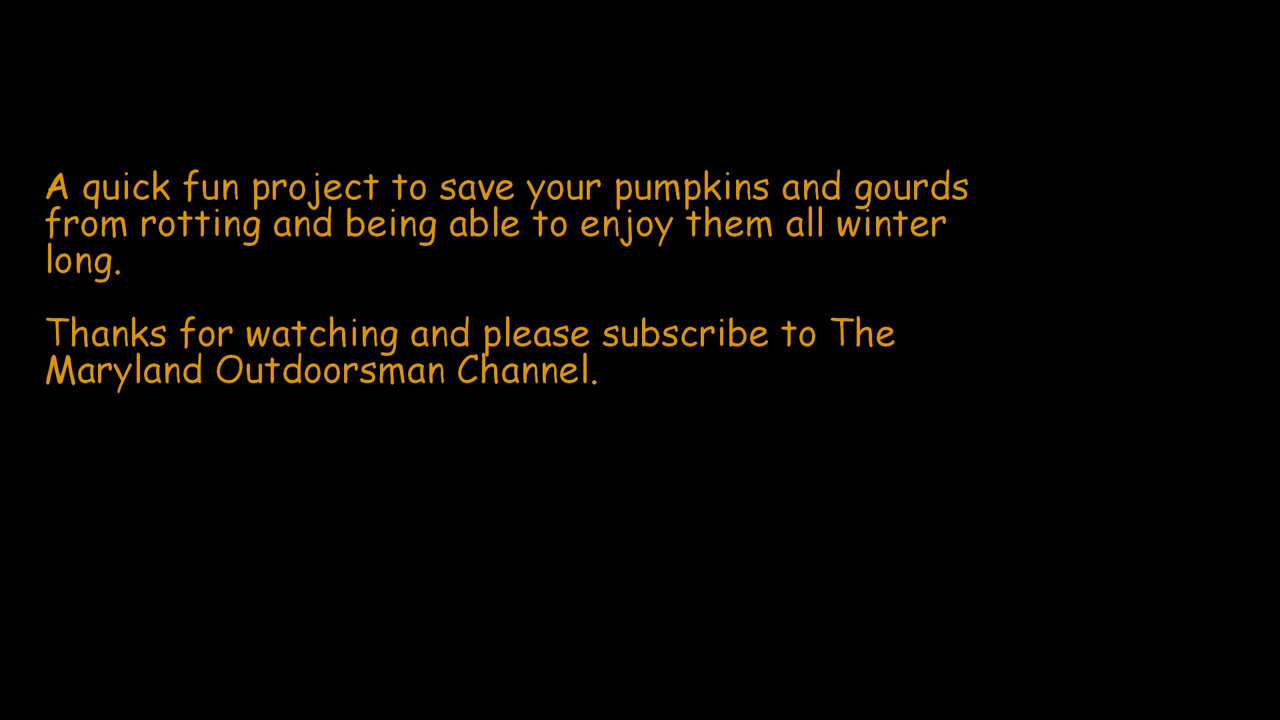 A quick fun project to save your pumpkins and gourds
from rotting and being able to enjoy them all winter
long.
Thanks for watching and please subscribe to The
Maryland Outdoorsman Channel.